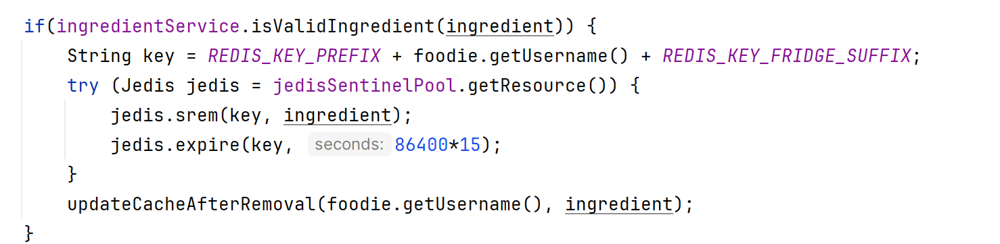 if(ingredientService.isValidIngredient(ingredient)) {
String key = REDIS_KEY_PREFIX + foodie.getUsername() + REDIS_KEY_FRIDGE_SUFFIX;
try (Jedis jedis = jedisSentinelPool.getResource()) {
jedis.srem(key, ingredient);
jedis.expire(key, seconds: 86400*15);
}
updateCacheAfterRemoval(foodie.getUsername(), ingredient);
}